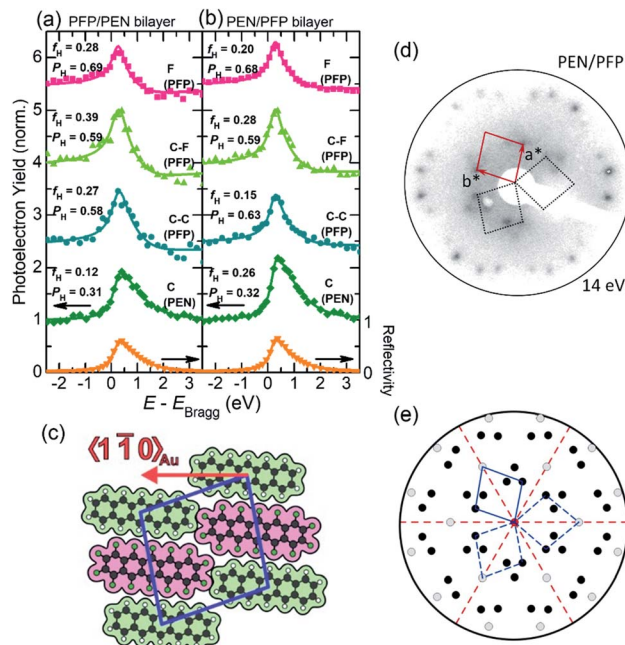 (a) PFP/PEN bilayer
(b) PEN/PFP bilayer
Photoelectron Yield (norm.)
6
5
4
3
2
1
0
f_H = 0.28
P_H = 0.69
F
(PFP)
f_H = 0.39
P_H = 0.59
C-F
(PFP)
f_H = 0.27
P_H = 0.58
C-C
(PFP)
f_H = 0.12
P_H = 0.31
C
(PEN)
f_H = 0.20
P_H = 0.68
F
(PFP)
f_H = 0.28
P_H = 0.59
C-F
(PFP)
f_H = 0.15
P_H = 0.63
C-C
(PFP)
f_H = 0.26
P_H = 0.32
C
(PEN)
1
0
Reflectivity
-2 -1 0 1 2 3
-2 -1 0 1 2 3
E - E_Bragg (eV)
(c)
⟨1 1̄ 0⟩_Au
(d)
PEN/PFP
a*
b*
14 eV
(e)